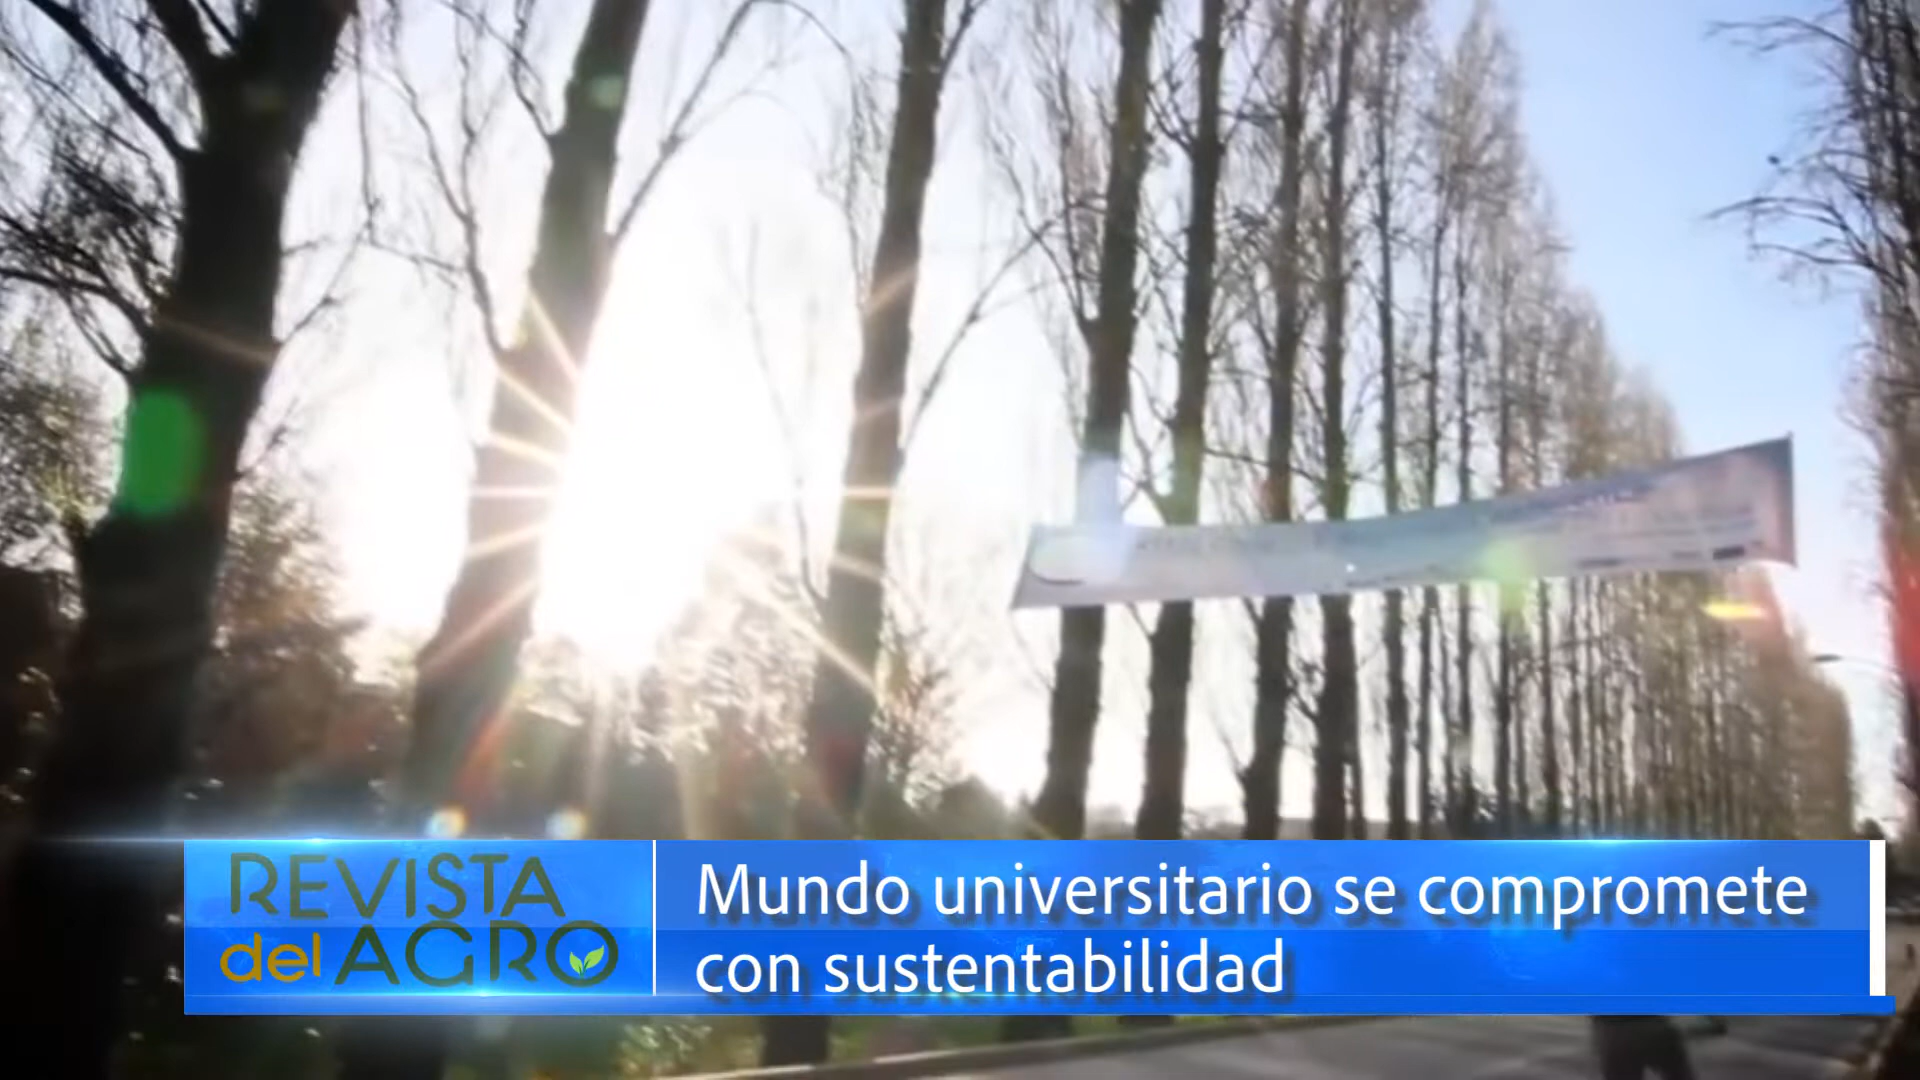 REVISTA
del AGRO
Mundo universitario se compromete
con sustentabilidad